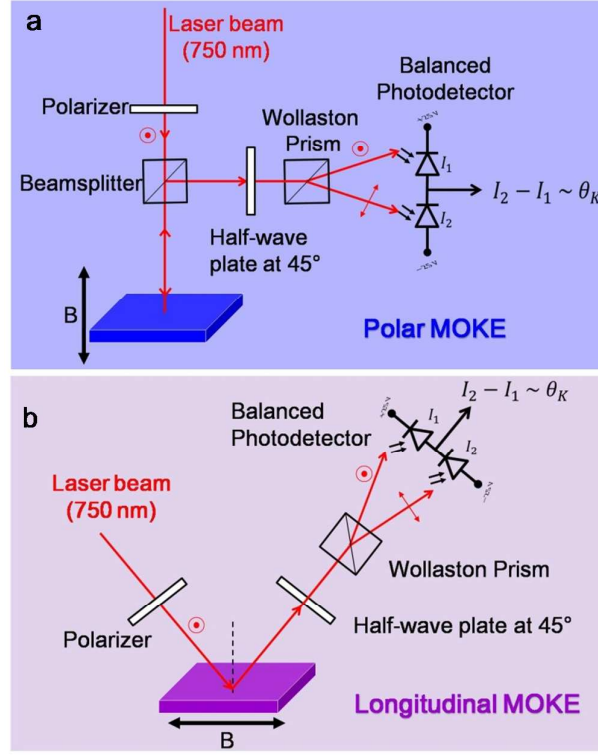 a
Laser beam
(750 nm)
Polarizer
Balanced
Photodetector
Wollaston
Prism
Beamsplitter
Half-wave
plate at 45°
I₁
I₂
I₂ − I₁ ~ θ_K
B
Polar MOKE
b
I₂ − I₁ ~ θ_K
Balanced
Photodetector
I₁
I₂
Laser beam
(750 nm)
Wollaston Prism
Polarizer
Half-wave plate at 45°
B
Longitudinal MOKE